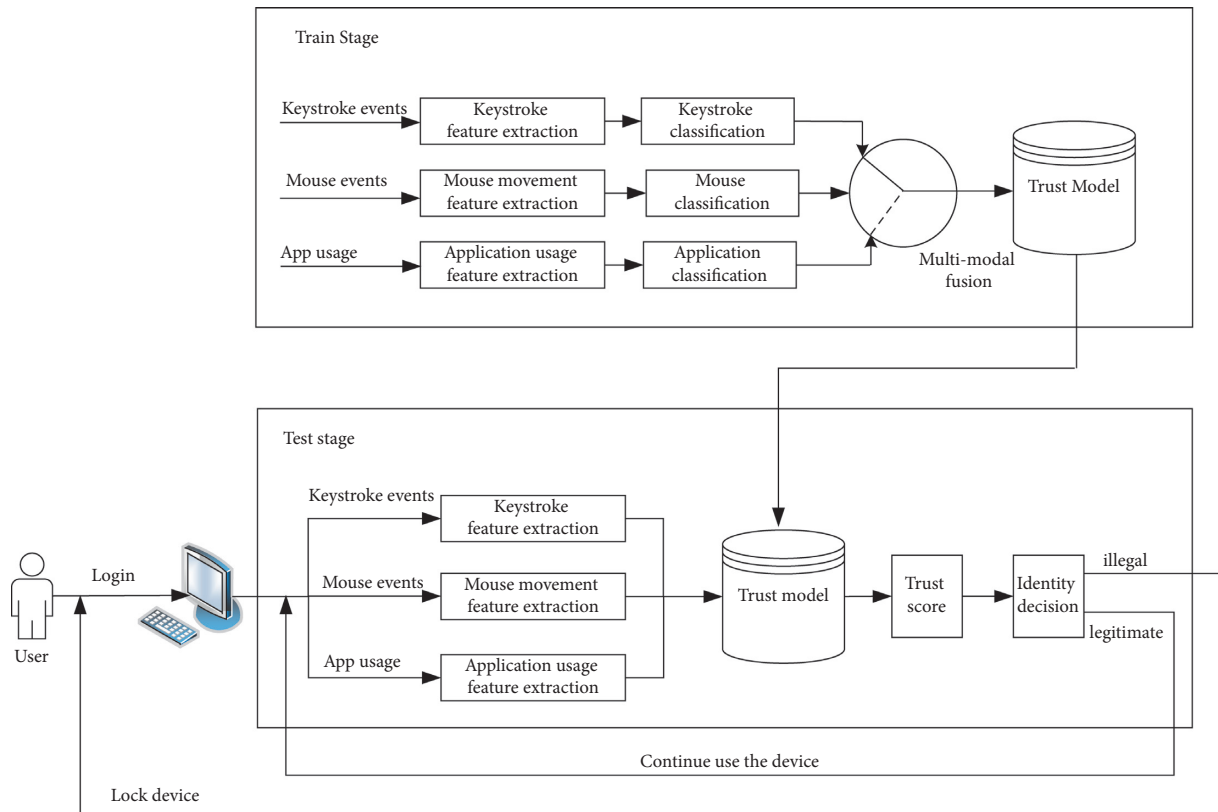 Train Stage
Keystroke events
Keystroke
feature extraction
Keystroke
classification
Mouse events
Mouse movement
feature extraction
Mouse
classification
Trust Model
App usage
Application usage
feature extraction
Application
classification
Multi-modal
fusion
Test stage
Keystroke events
Keystroke
feature extraction
Login
Mouse events
Mouse movement
feature extraction
Trust model
Trust
score
Identity
decision
illegal
legitimate
User
App usage
Application usage
feature extraction
Continue use the device
Lock device